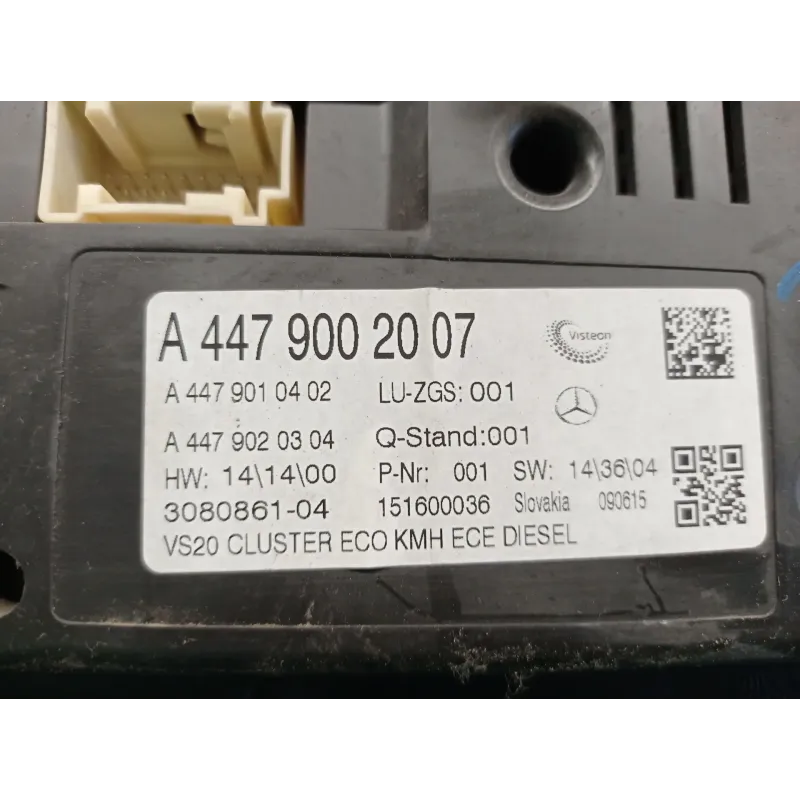 A 447 900 20 07
Visteon
A 447 901 04 02 LU-ZGS: 001
A 447 902 03 04 Q-Stand:001
HW: 14\14\00 P-Nr: 001 SW: 14\36\04
3080861-04 151600036 Slovakia 090615
VS20 CLUSTER ECO KMH ECE DIESEL